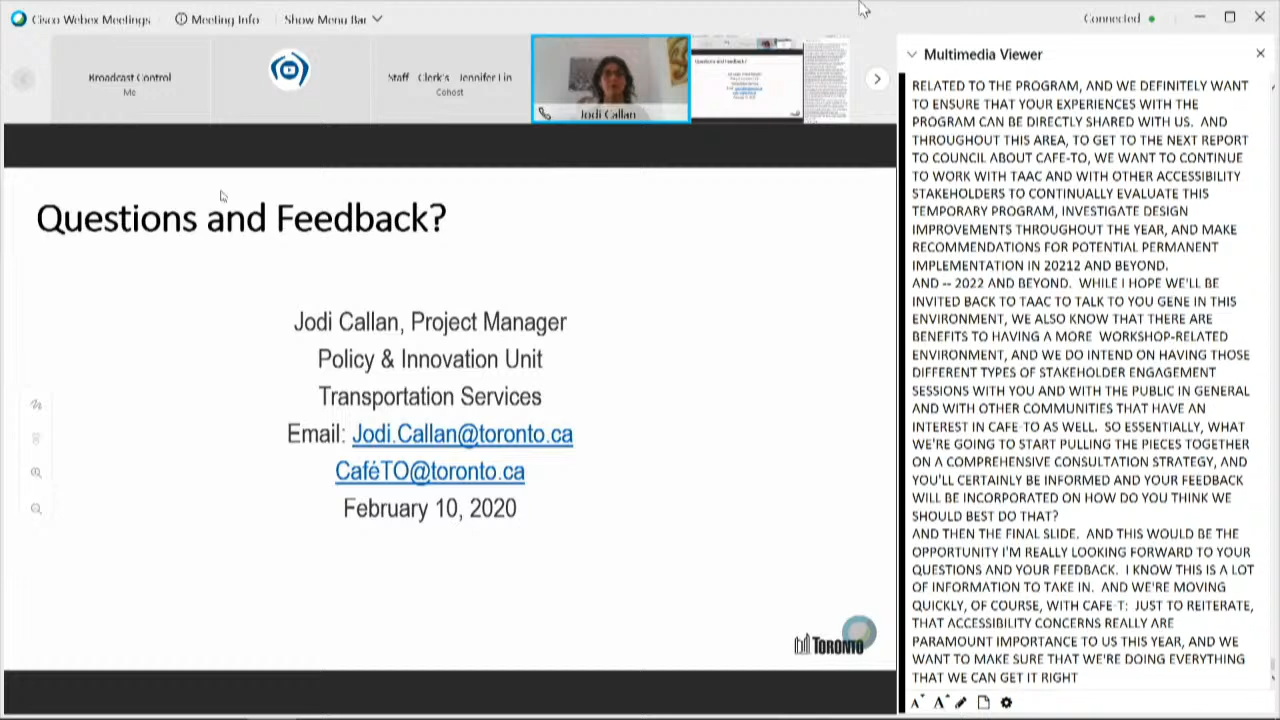 Cisco Webex Meetings
Meeting Info
Show Menu Bar
Connected
Staff Clerk's Jennifer Lin
Cohost
Jodi Callan
Questions and Feedback?
Questions and Feedback?
Jodi Callan, Project Manager
Policy & Innovation Unit
Transportation Services
Email: Jodi.Callan@toronto.ca
CaféTO@toronto.ca
February 10, 2020
TORONTO
Multimedia Viewer
RELATED TO THE PROGRAM, AND WE DEFINITELY WANT
TO ENSURE THAT YOUR EXPERIENCES WITH THE
PROGRAM CAN BE DIRECTLY SHARED WITH US. AND
THROUGHOUT THIS AREA, TO GET TO THE NEXT REPORT
TO COUNCIL ABOUT CAFE-TO, WE WANT TO CONTINUE
TO WORK WITH TAAC AND WITH OTHER ACCESSIBILITY
STAKEHOLDERS TO CONTINUALLY EVALUATE THIS
TEMPORARY PROGRAM, INVESTIGATE DESIGN
IMPROVEMENTS THROUGHOUT THE YEAR, AND MAKE
RECOMMENDATIONS FOR POTENTIAL PERMANENT
IMPLEMENTATION IN 20212 AND BEYOND.
AND -- 2022 AND BEYOND. WHILE I HOPE WE'LL BE
INVITED BACK TO TAAC TO TALK TO YOU GENE IN THIS
ENVIRONMENT, WE ALSO KNOW THAT THERE ARE
BENEFITS TO HAVING A MORE WORKSHOP-RELATED
ENVIRONMENT, AND WE DO INTEND ON HAVING THOSE
DIFFERENT TYPES OF STAKEHOLDER ENGAGEMENT
SESSIONS WITH YOU AND WITH THE PUBLIC IN GENERAL
AND WITH OTHER COMMUNITIES THAT HAVE AN
INTEREST IN CAFE-TO AS WELL. SO ESSENTIALLY, WHAT
WE'RE GOING TO START PULLING THE PIECES TOGETHER
ON A COMPREHENSIVE CONSULTATION STRATEGY, AND
YOU'LL CERTAINLY BE INFORMED AND YOUR FEEDBACK
WILL BE INCORPORATED ON HOW DO YOU THINK WE
SHOULD BEST DO THAT?
AND THEN THE FINAL SLIDE. AND THIS WOULD BE THE
OPPORTUNITY I'M REALLY LOOKING FORWARD TO YOUR
QUESTIONS AND YOUR FEEDBACK. I KNOW THIS IS A LOT
OF INFORMATION TO TAKE IN. AND WE'RE MOVING
QUICKLY, OF COURSE, WITH CAFE-T: JUST TO REITERATE,
THAT ACCESSIBILITY CONCERNS REALLY ARE
PARAMOUNT IMPORTANCE TO US THIS YEAR, AND WE
WANT TO MAKE SURE THAT WE'RE DOING EVERYTHING
THAT WE CAN GET IT RIGHT